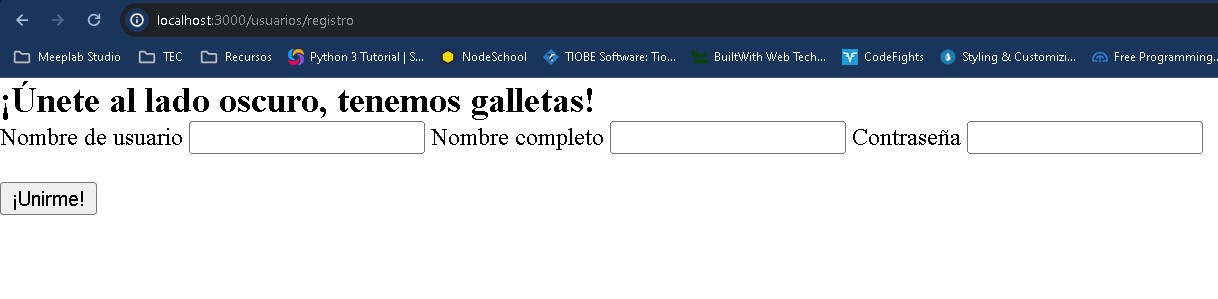 localhost:3000/usuarios/registro
Meeplab Studio TEC Recursos Python 3 Tutorial | S... NodeSchool TIOBE Software: Tio... BuiltWith Web Tech... CodeFights Styling & Customizi... Free Programming...
¡Únete al lado oscuro, tenemos galletas!
Nombre de usuario Nombre completo Contraseña
¡Unirme!